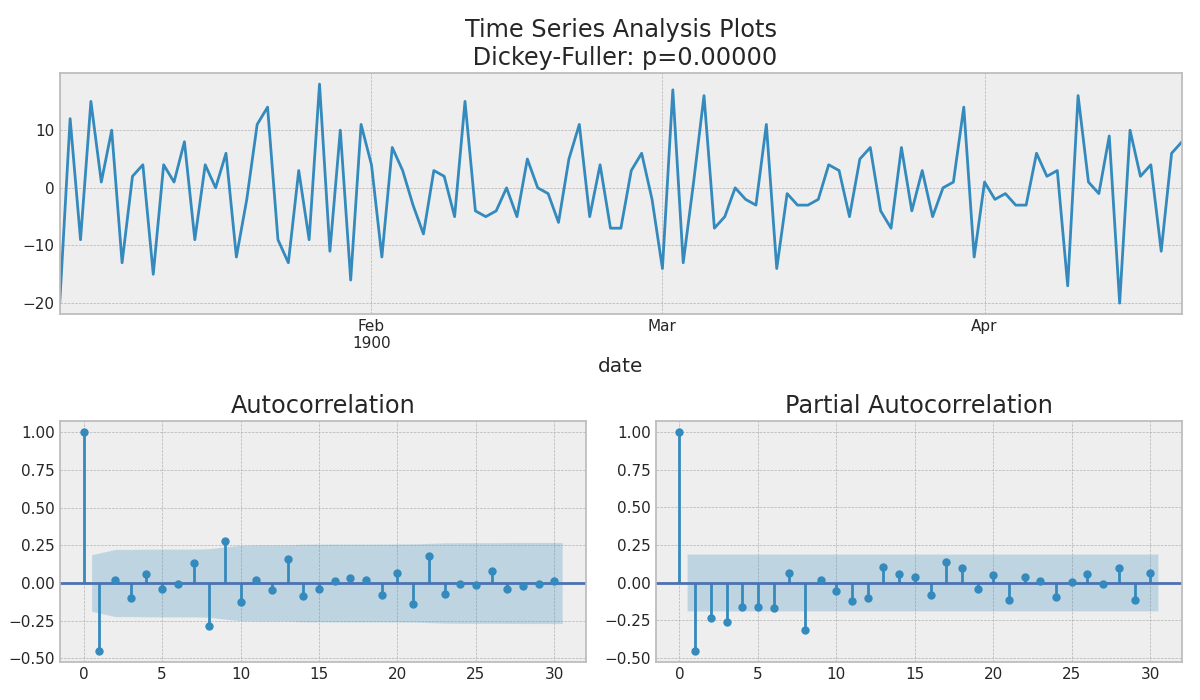 Time Series Analysis Plots
Dickey-Fuller: p=0.00000
10
0
−10
−20
Feb
1900
Mar
Apr
date
Autocorrelation
1.00
0.75
0.50
0.25
0.00
−0.25
−0.50
0 5 10 15 20 25 30
Partial Autocorrelation
1.00
0.75
0.50
0.25
0.00
−0.25
−0.50
0 5 10 15 20 25 30